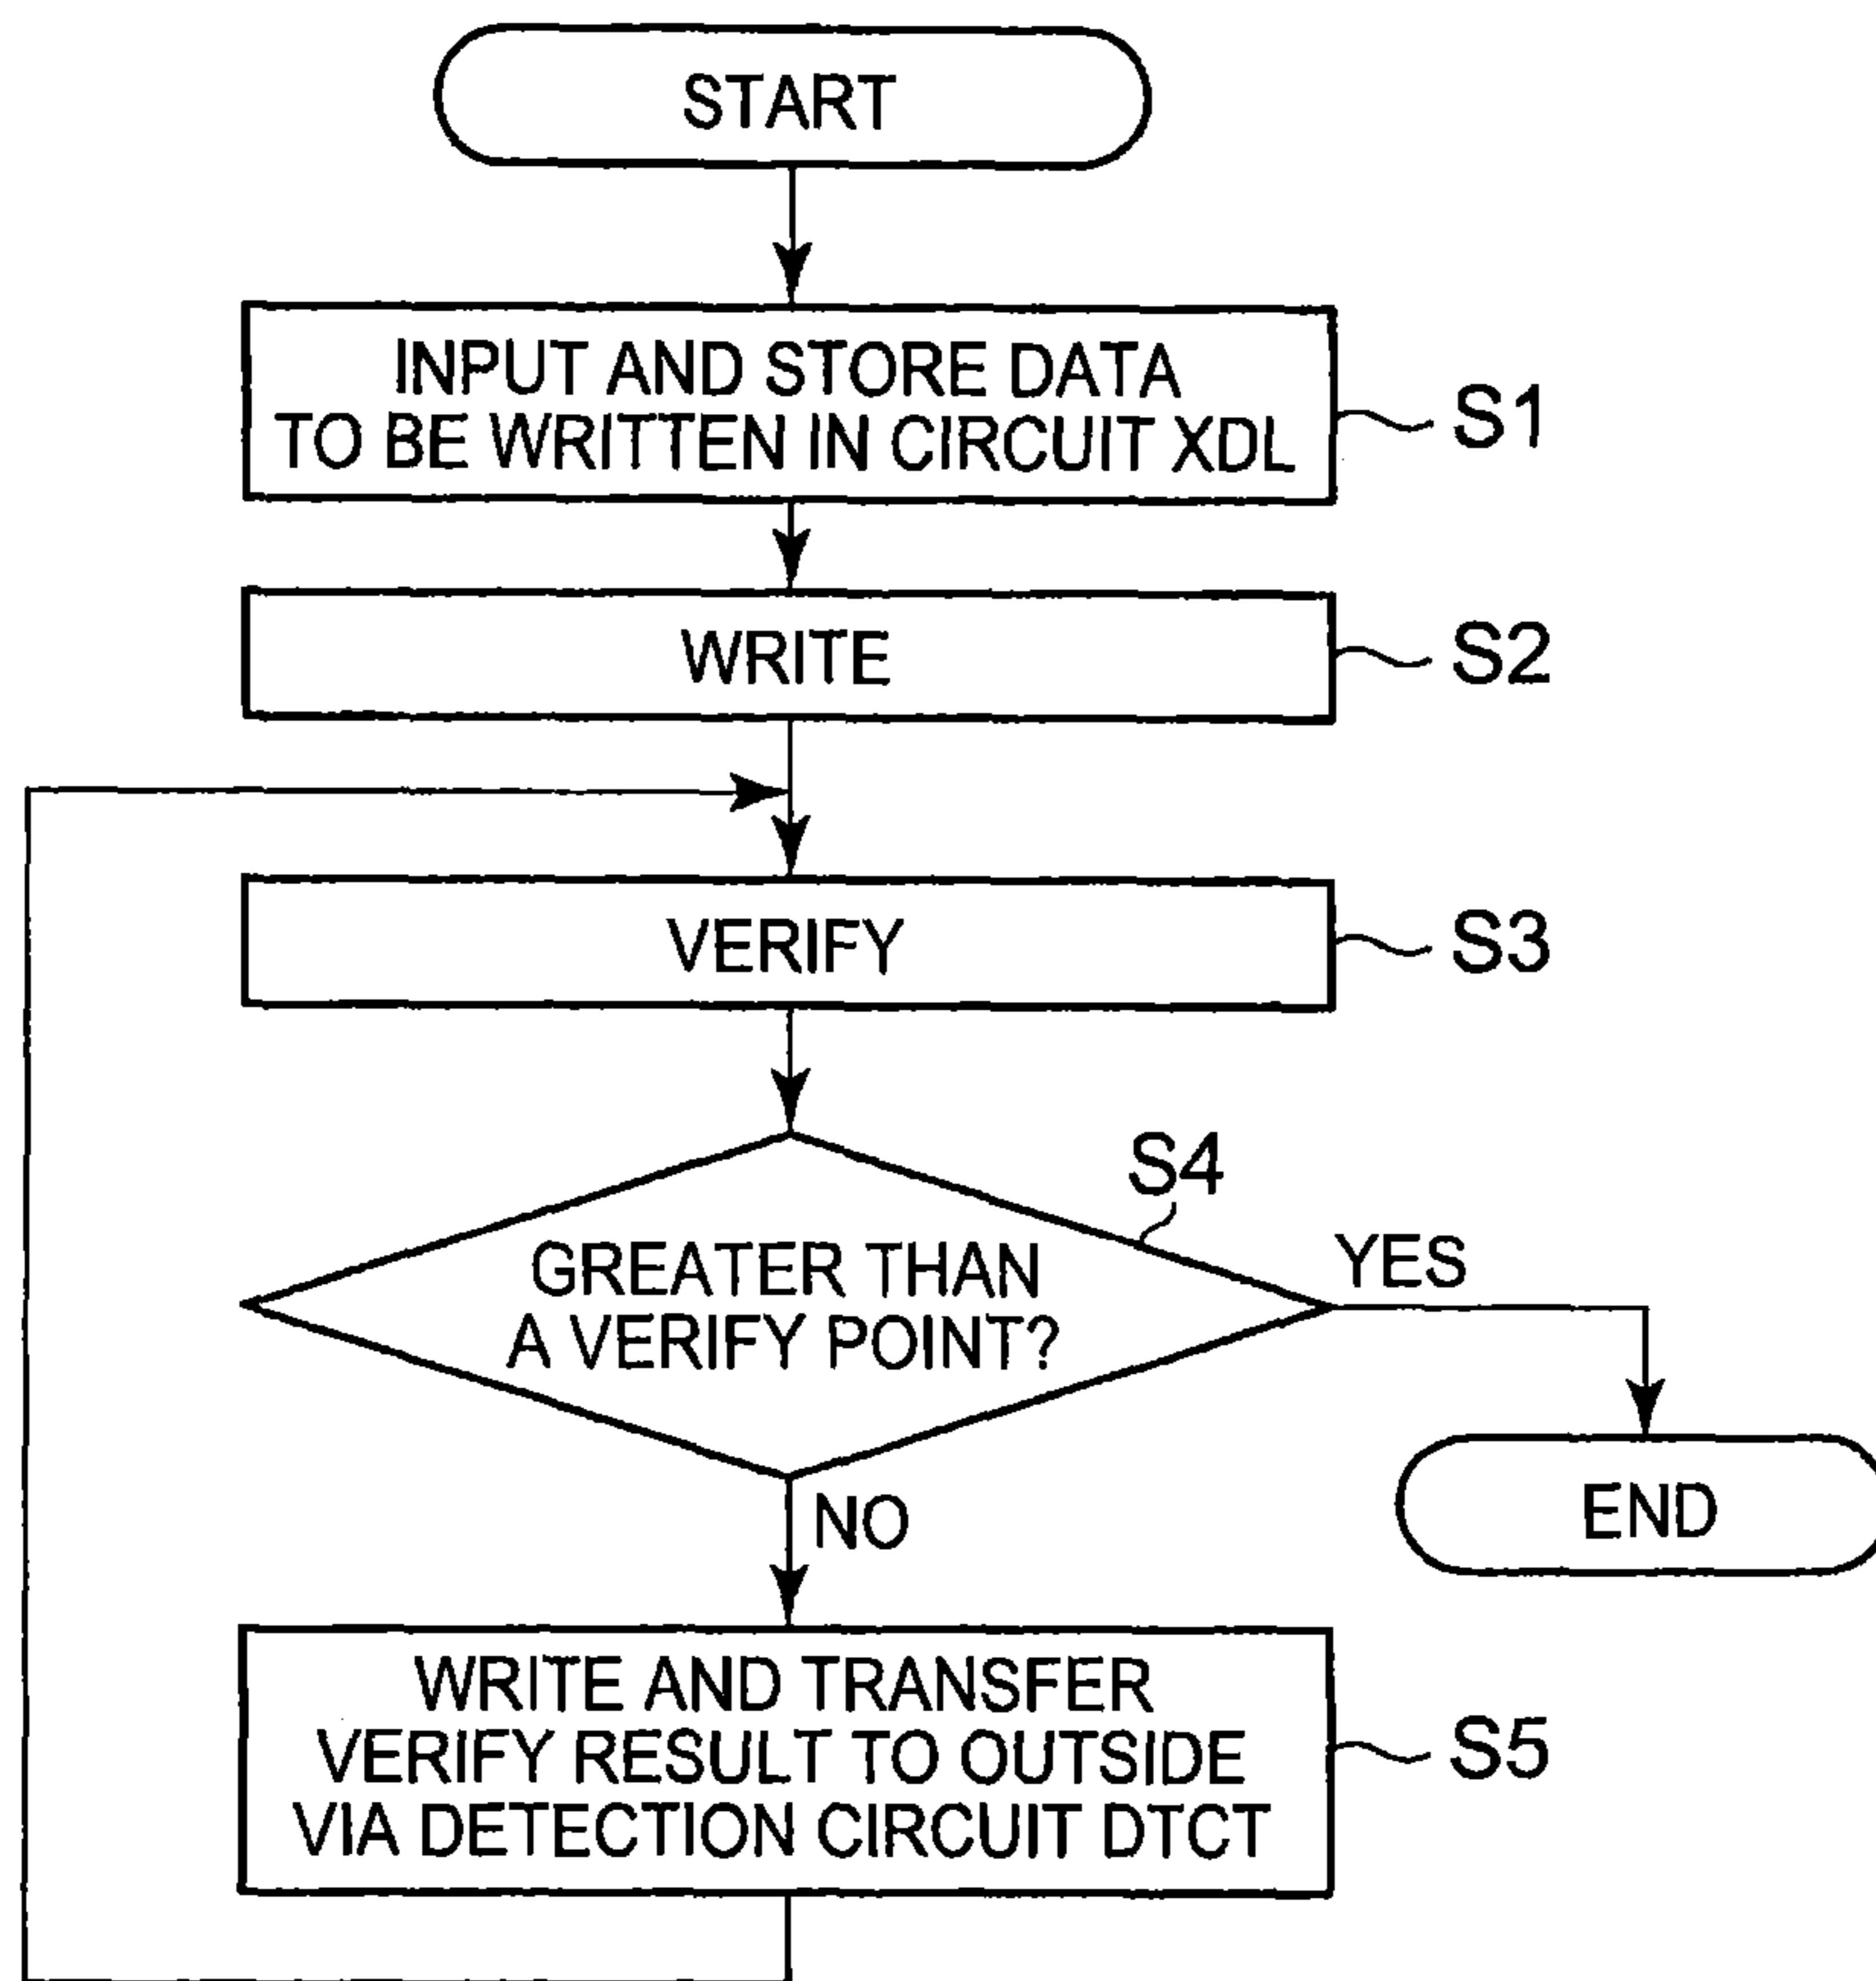 START
INPUT AND STORE DATA
TO BE WRITTEN IN CIRCUIT XDL
S1
WRITE
S2
VERIFY
S3
S4
GREATER THAN
A VERIFY POINT?
YES
END
NO
WRITE AND TRANSFER
VERIFY RESULT TO OUTSIDE
VIA DETECTION CIRCUIT DTCT
S5